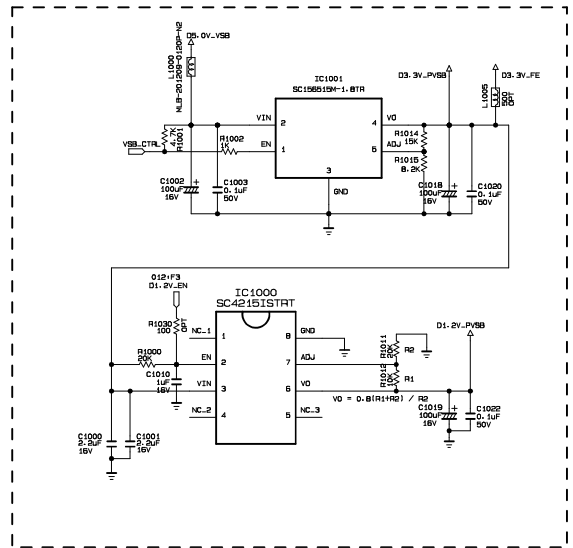 D5.0V_VSB
L1000
MLB-201209-0120P-N2
IC1001
SC156515M-1.8TR
D3.3V_PVSB
D3.3V_FE
L1005
500
OPT
VIN
2
4
VO
4.7K
R1001
VSB_CTRL
R1002
1K
EN
1
5
ADJ
R1014
15K
R1015
8.2K
3
GND
C1002
100uF
16V
C1003
0.1uF
50V
C1018
100uF
16V
C1020
0.1uF
50V
012:F3
D1.2V_EN
IC1000
SC4215ISTRT
R1030
100
OPT
NC_1
1
8
GND
R1000
20K
EN
2
7
ADJ
R1011
20K
R2
D1.2V_PVSB
C1010
1uF
16V
VIN
3
6
VO
R1012
10K
R1
VO = 0.8(R1+R2) / R2
NC_2
4
5
NC_3
C1000
2.2uF
16V
C1001
2.2uF
16V
C1019
100uF
16V
C1022
0.1uF
50V